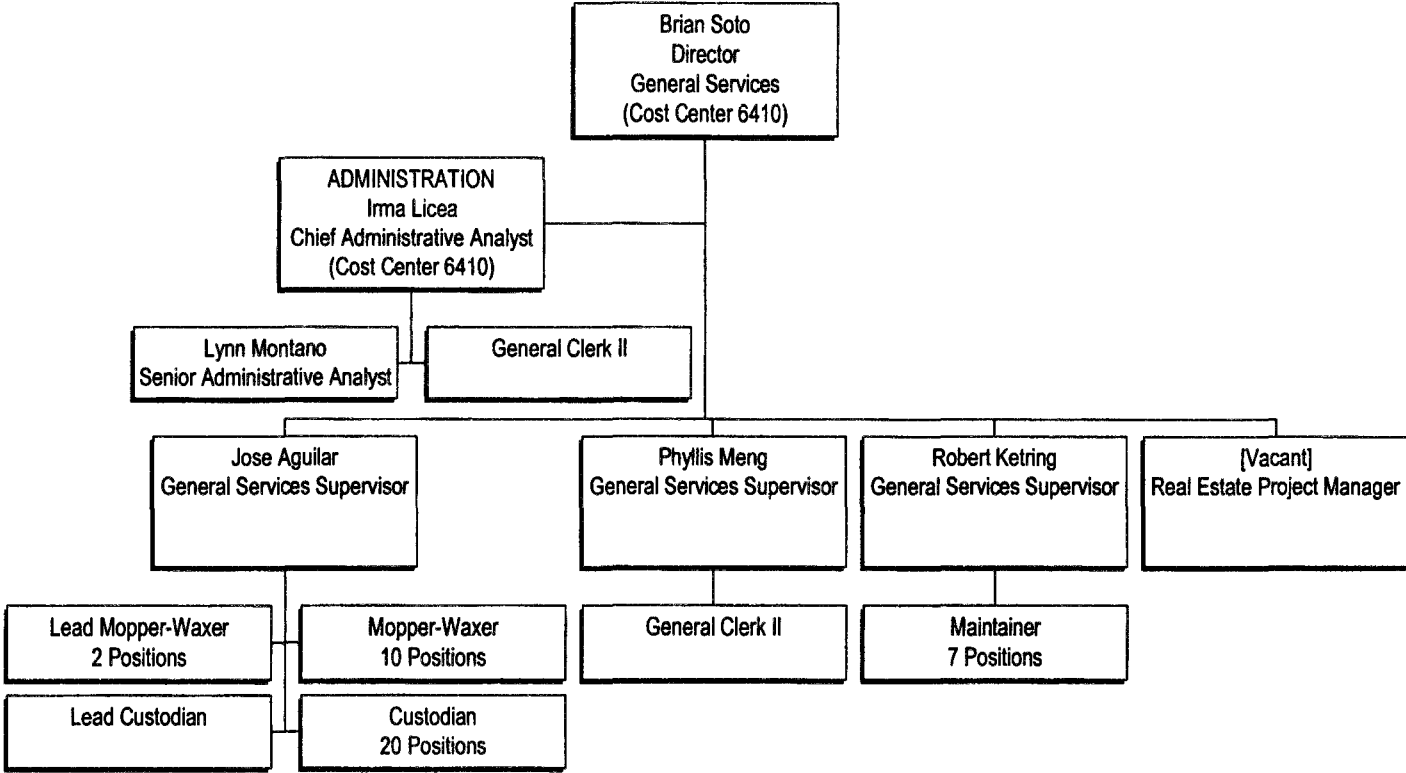 Brian Soto
Director
General Services
(Cost Center 6410)
ADMINISTRATION
Irma Licea
Chief Administrative Analyst
(Cost Center 6410)
Lynn Montano
Senior Administrative Analyst
General Clerk II
Jose Aguilar
General Services Supervisor
Phyllis Meng
General Services Supervisor
Robert Ketring
General Services Supervisor
[Vacant]
Real Estate Project Manager
Lead Mopper-Waxer
2 Positions
Mopper-Waxer
10 Positions
General Clerk II
Maintainer
7 Positions
Lead Custodian
Custodian
20 Positions